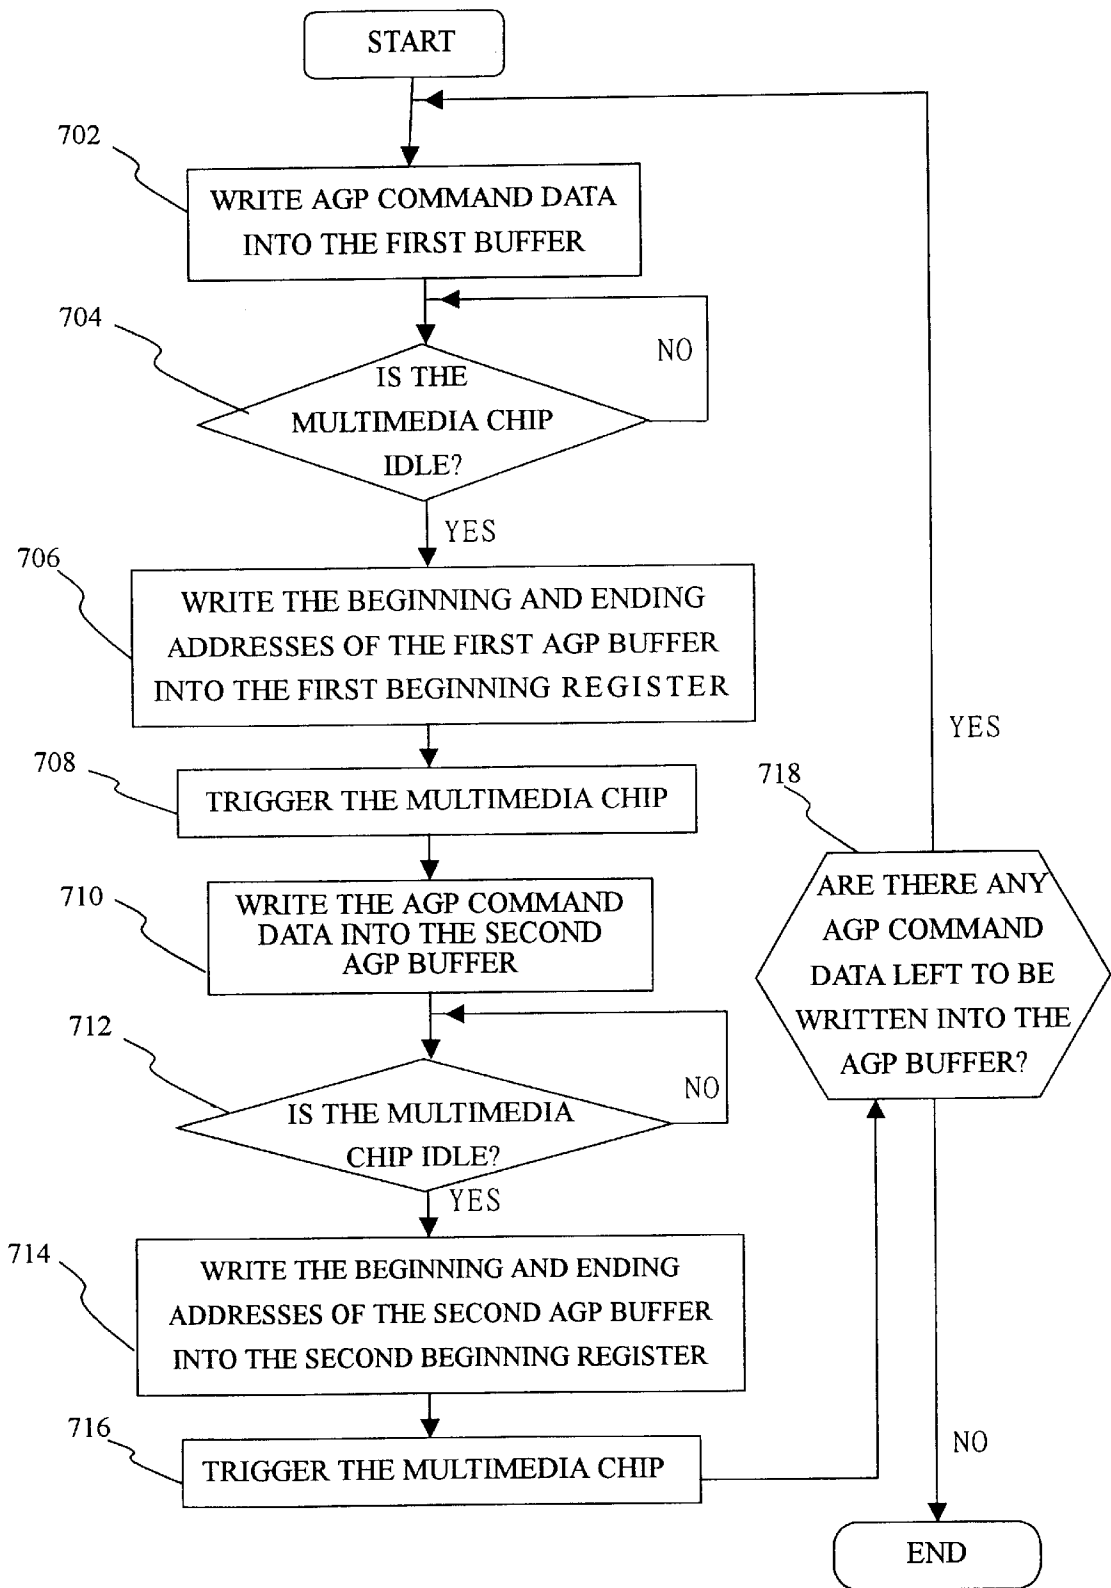 START
702
WRITE AGP COMMAND DATA
INTO THE FIRST BUFFER
704
NO
IS THE
MULTIMEDIA CHIP
IDLE?
YES
706
WRITE THE BEGINNING AND ENDING
ADDRESSES OF THE FIRST AGP BUFFER
INTO THE FIRST BEGINNING REGISTER
708
TRIGGER THE MULTIMEDIA CHIP
710
WRITE THE AGP COMMAND
DATA INTO THE SECOND
AGP BUFFER
712
NO
IS THE MULTIMEDIA
CHIP IDLE?
YES
714
WRITE THE BEGINNING AND ENDING
ADDRESSES OF THE SECOND AGP BUFFER
INTO THE SECOND BEGINNING REGISTER
716
TRIGGER THE MULTIMEDIA CHIP
YES
718
ARE THERE ANY
AGP COMMAND
DATA LEFT TO BE
WRITTEN INTO THE
AGP BUFFER?
NO
END